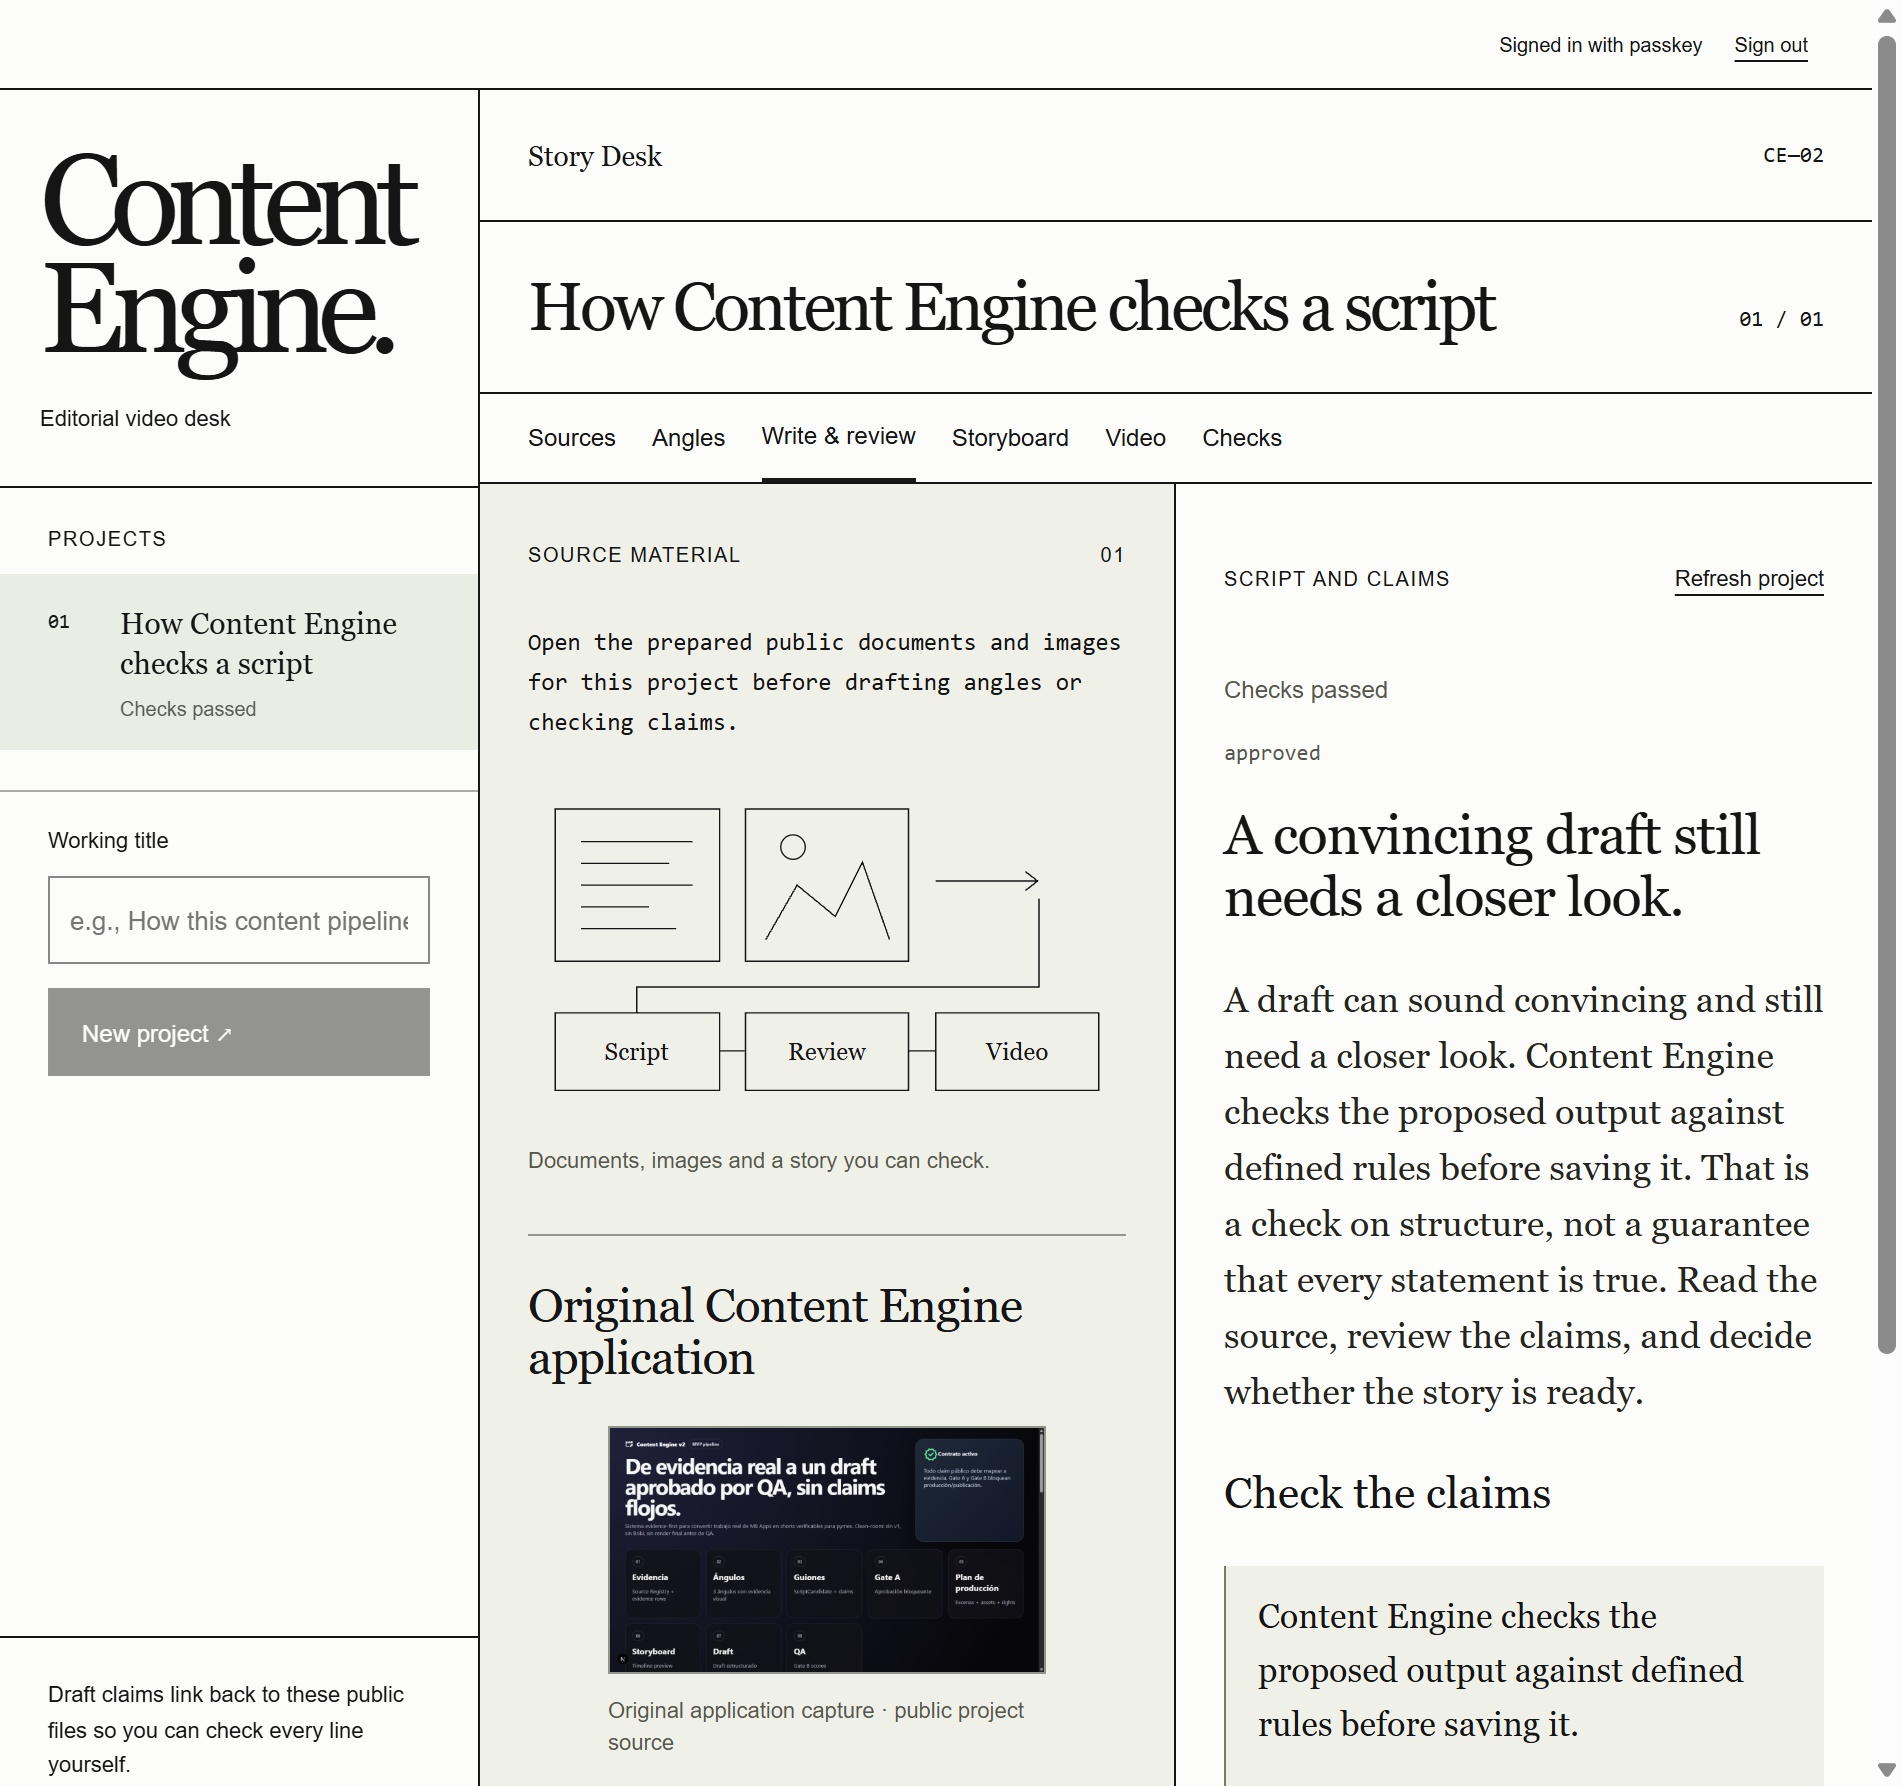 Signed in with passkey
Sign out
Content
Engine.
Editorial video desk
PROJECTS
01
How Content Engine
checks a script
Checks passed
Working title
e.g., How this content pipeline
New project ↗
Draft claims link back to these public
files so you can check every line
yourself.
Story Desk
CE—02
How Content Engine checks a script
01 / 01
Sources
Angles
Write & review
Storyboard
Video
Checks
SOURCE MATERIAL
01
Open the prepared public documents and images
for this project before drafting angles or
checking claims.
Script
Review
Video
Documents, images and a story you can check.
Original Content Engine
application
Content Engine v2
MVP pipeline
De evidencia real a un draft
aprobado por QA, sin claims
flojos.
Contrato activo
Evidencia
Ángulos
Guiones
Gate A
Plan de
producción
Storyboard
Draft
QA
Original application capture · public project
source
SCRIPT AND CLAIMS
Refresh project
Checks passed
approved
A convincing draft still
needs a closer look.
A draft can sound convincing and still
need a closer look. Content Engine
checks the proposed output against
defined rules before saving it. That is
a check on structure, not a guarantee
that every statement is true. Read the
source, review the claims, and decide
whether the story is ready.
Check the claims
Content Engine checks the
proposed output against defined
rules before saving it.